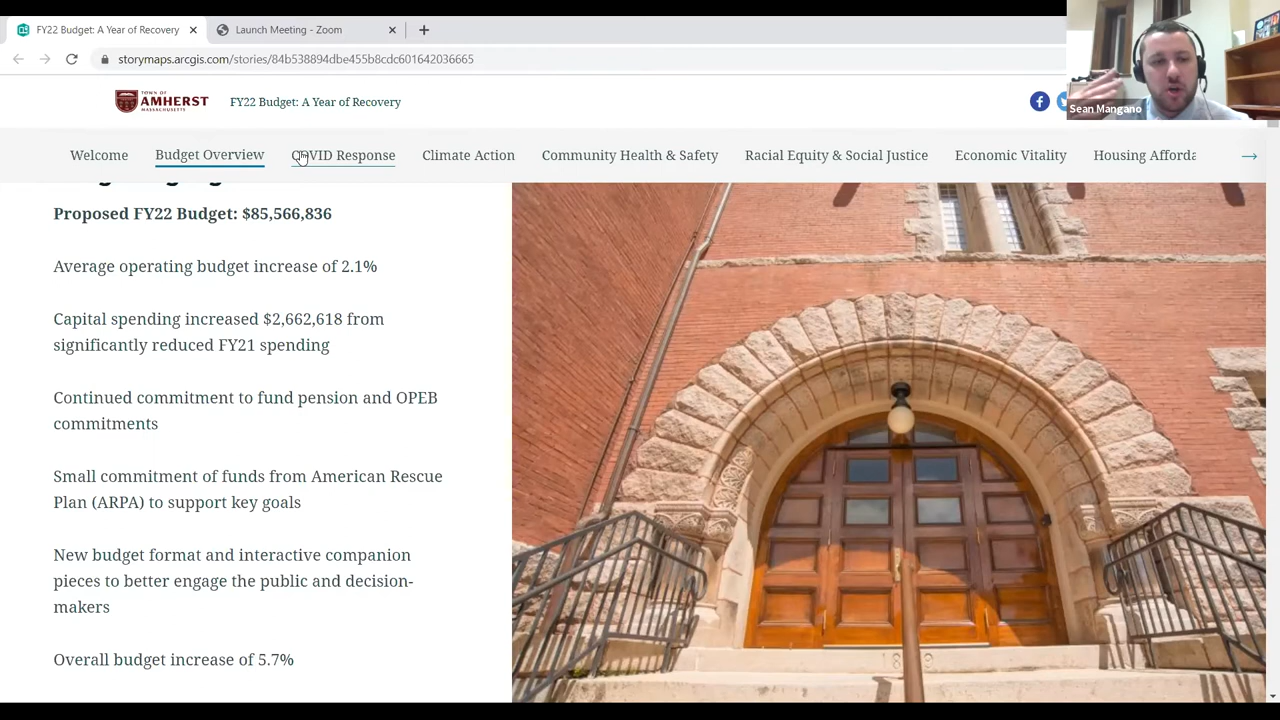 FY22 Budget: A Year of Recovery
Launch Meeting - Zoom
storymaps.arcgis.com/stories/84b538894dbe455b8cdc601642036665
TOWN OF
AMHERST
MASSACHUSETTS
FY22 Budget: A Year of Recovery
Sean Mangano
Welcome Budget Overview COVID Response Climate Action Community Health & Safety Racial Equity & Social Justice Economic Vitality Housing Afforda
Proposed FY22 Budget: $85,566,836
Average operating budget increase of 2.1%
Capital spending increased $2,662,618 from
significantly reduced FY21 spending
Continued commitment to fund pension and OPEB
commitments
Small commitment of funds from American Rescue
Plan (ARPA) to support key goals
New budget format and interactive companion
pieces to better engage the public and decision-
makers
Overall budget increase of 5.7%